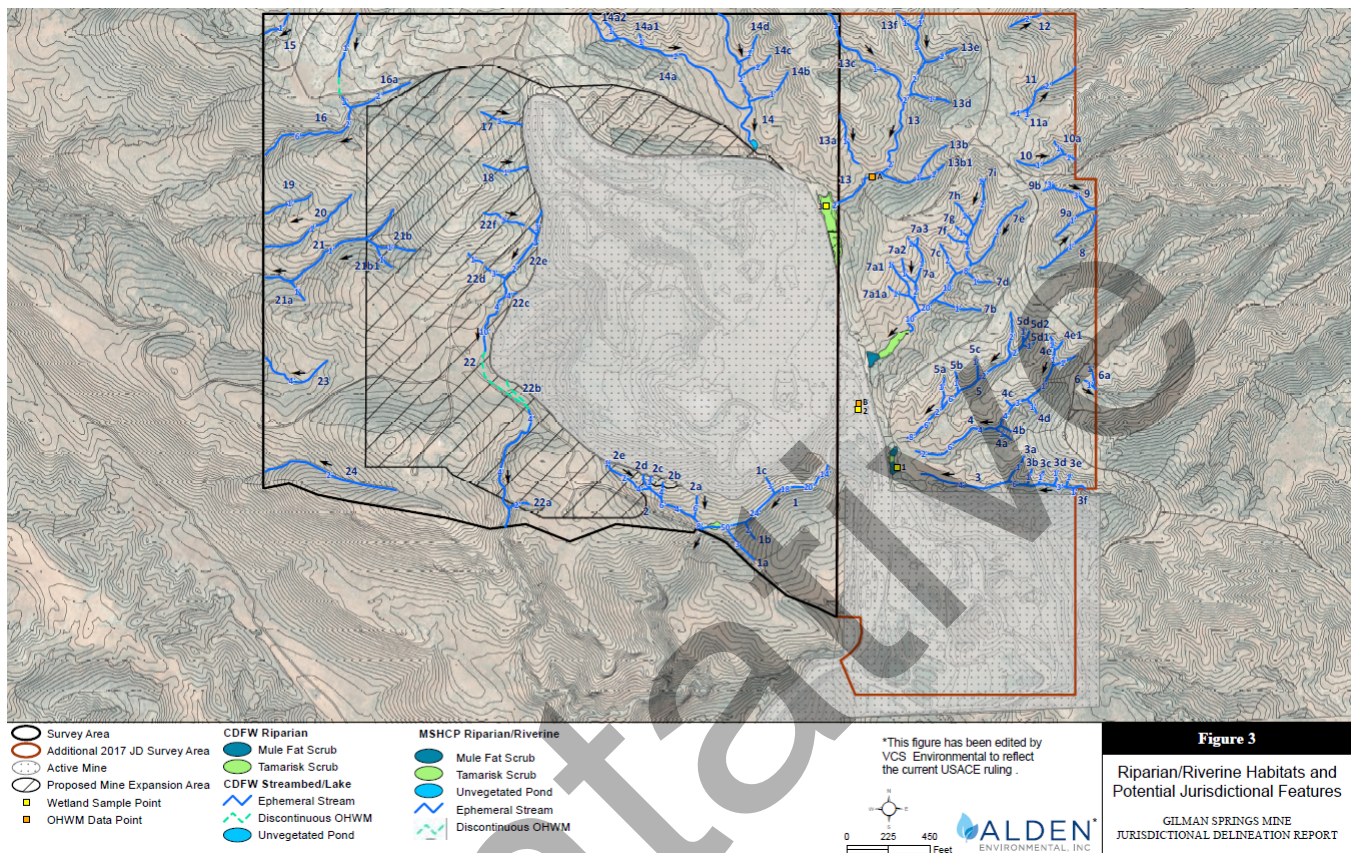 14a2
14a1
14d
14c
14b
14a
14
13f
13e
13c
13d
13
13a
13b
13b1
13
12
11
11a
10a
10
9b
9
9a
8
15
16a
16
17
18
19
20
21
21b
21b1
21a
22f
22e
22d
22c
22
22b
22a
23
24
7i
7h
7g
7f
7e
7a3
7a2
7c
7a1
7a
7a1a
7d
7b
5d
5d2
5d1
4e1
4e
5c
5b
5a
5
6
6a
4c
4d
4
4b
4a
3a
3b
3c
3d
3e
3
3f
2e
2d
2c
2b
2a
2
1c
1
1b
1a
A
B
2
1
Survey Area
Additional 2017 JD Survey Area
Active Mine
Proposed Mine Expansion Area
Wetland Sample Point
OHWM Data Point
CDFW Riparian
Mule Fat Scrub
Tamarisk Scrub
CDFW Streambed/Lake
Ephemeral Stream
Discontinuous OHWM
Unvegetated Pond
MSHCP Riparian/Riverine
Mule Fat Scrub
Tamarisk Scrub
Unvegetated Pond
Ephemeral Stream
Discontinuous OHWM
*This figure has been edited by
VCS Environmental to reflect
the current USACE ruling .
0 225 450
Feet
ALDEN*
ENVIRONMENTAL, INC
Figure 3
Riparian/Riverine Habitats and
Potential Jurisdictional Features
GILMAN SPRINGS MINE
JURISDICTIONAL DELINEATION REPORT